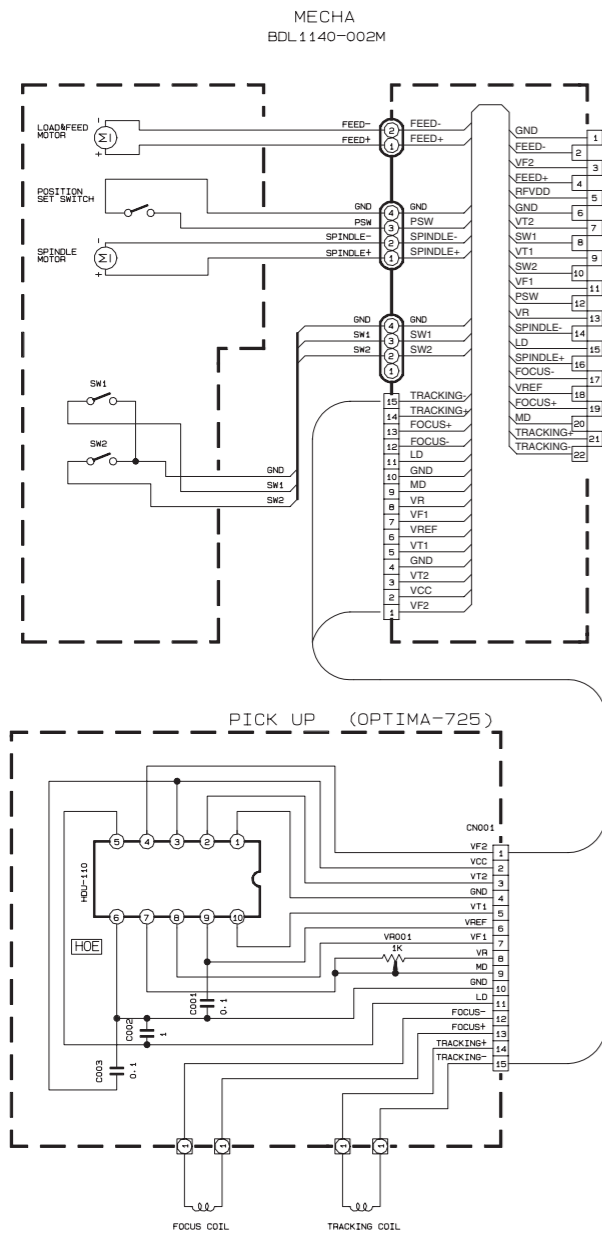 MECHA
BDL1140-002M
LOAD&FEED
MOTOR
-
M
+
FEED-
FEED+
2
1
FEED-
FEED+
POSITION
SET SWITCH
SPINDLE
MOTOR
-
M
+
GND
PSW
SPINDLE-
SPINDLE+
4
3
2
1
GND
PSW
SPINDLE-
SPINDLE+
GND
SW1
SW2
4
3
2
1
GND
SW1
SW2
SW1
SW2
GND
SW1
SW2
15 TRACKING-
14 TRACKING+
13 FOCUS+
12 FOCUS-
11 LD
10 GND
9 MD
8 VR
7 VF1
6 VREF
5 VT1
4 GND
3 VT2
2 VCC
1 VF2
GND 1
FEED- 2
VF2 3
FEED+ 4
RFVDD 5
GND 6
VT2 7
SW1 8
VT1 9
SW2 10
VF1 11
PSW 12
VR 13
SPINDLE- 14
LD 15
SPINDLE+ 16
FOCUS- 17
VREF 18
FOCUS+ 19
MD 20
TRACKING+ 21
TRACKING- 22
PICK UP (OPTIMA-725)
CN001
VF2 1
VCC 2
VT2 3
GND 4
VT1 5
VREF 6
VF1 7
VR 8
MD 9
GND 10
LD 11
FOCUS- 12
FOCUS+ 13
TRACKING+ 14
TRACKING- 15
5 4 3 2 1
HDU-110
6 7 8 9 10
HOE
VR001
1K
C001
0.1
C002
1
C003
0.1
1 1 1 1
FOCUS COIL
TRACKING COIL